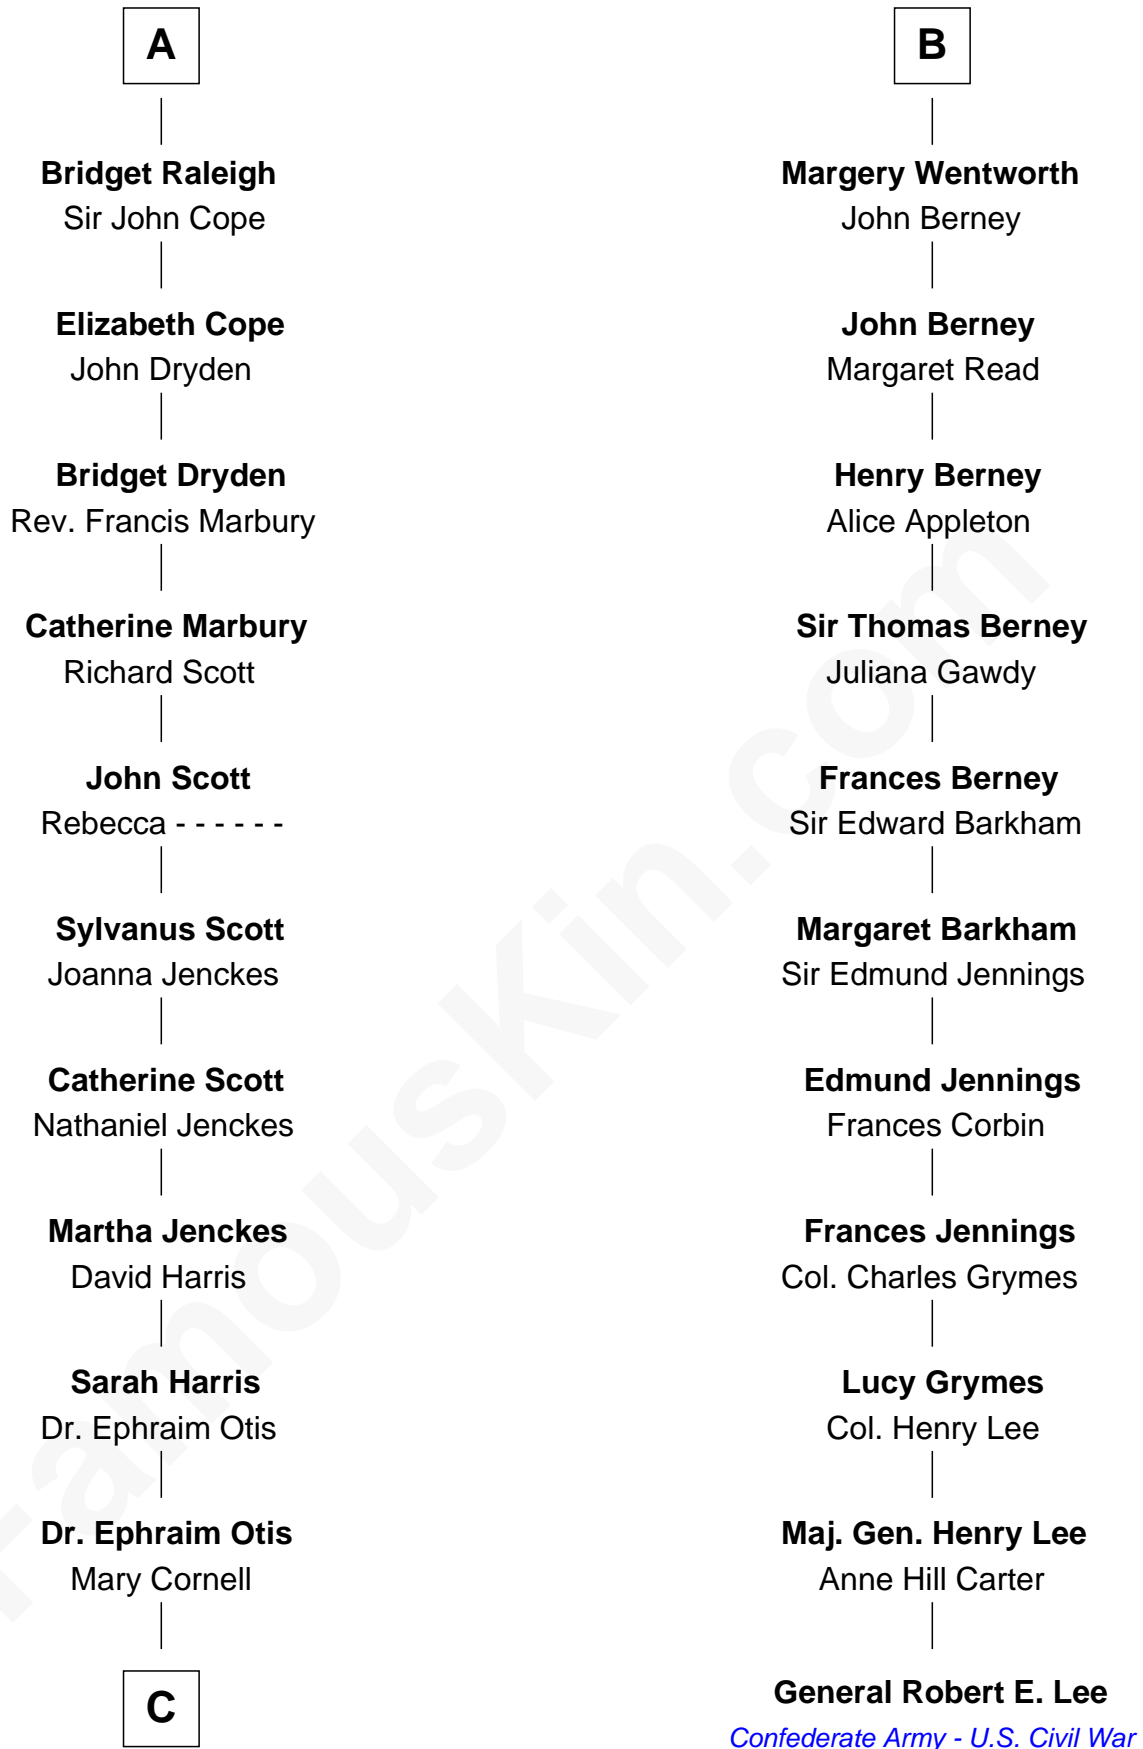 A
Bridget Raleigh
Sir John Cope
Elizabeth Cope
John Dryden
Bridget Dryden
Rev. Francis Marbury
Catherine Marbury
Richard Scott
John Scott
Rebecca - - - - - -
Sylvanus Scott
Joanna Jenckes
Catherine Scott
Nathaniel Jenckes
Martha Jenckes
David Harris
Sarah Harris
Dr. Ephraim Otis
Dr. Ephraim Otis
Mary Cornell
C
B
Margery Wentworth
John Berney
John Berney
Margaret Read
Henry Berney
Alice Appleton
Sir Thomas Berney
Juliana Gawdy
Frances Berney
Sir Edward Barkham
Margaret Barkham
Sir Edmund Jennings
Edmund Jennings
Frances Corbin
Frances Jennings
Col. Charles Grymes
Lucy Grymes
Col. Henry Lee
Maj. Gen. Henry Lee
Anne Hill Carter
General Robert E. Lee
Confederate Army - U.S. Civil War
FamousKin.com